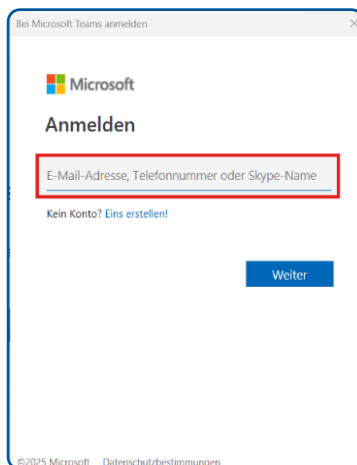 Bei Microsoft Teams anmelden
Microsoft
Anmelden
E-Mail-Adresse, Telefonnummer oder Skype-Name
Kein Konto? Eins erstellen!
Weiter
©2025 Microsoft Datenschutzbestimmungen